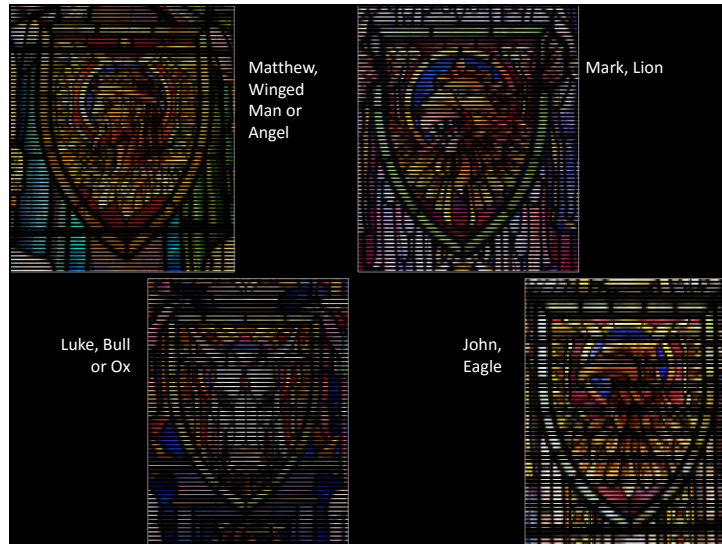 Matthew,
Winged
Man or
Angel
Mark, Lion
Luke, Bull
or Ox
John,
Eagle